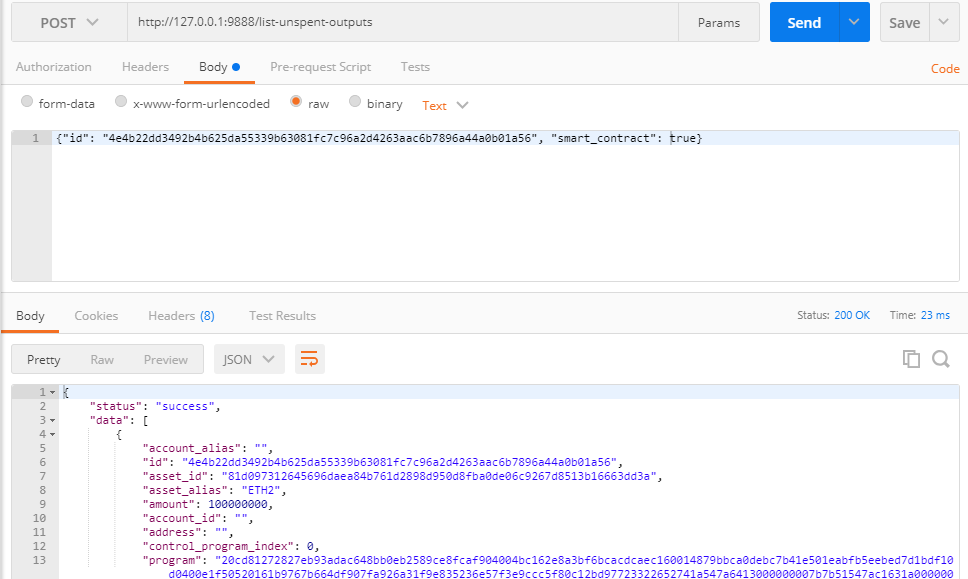 POST http://127.0.0.1:9888/list-unspent-outputs Params Send Save
Authorization Headers Body Pre-request Script Tests Code
form-data x-www-form-urlencoded raw binary Text
1 {"id": "4e4b22dd3492b4b625da55339b63081fc7c96a2d4263aac6b7896a44a0b01a56", "smart_contract": true}
Body Cookies Headers (8) Test Results Status: 200 OK Time: 23 ms
Pretty Raw Preview JSON
1 {
2 "status": "success",
3 "data": [
4 {
5 "account_alias": "",
6 "id": "4e4b22dd3492b4b625da55339b63081fc7c96a2d4263aac6b7896a44a0b01a56",
7 "asset_id": "81d097312645696daea84b761d2898d950d8fba0de06c9267d8513b16663dd3a",
8 "asset_alias": "ETH2",
9 "amount": 100000000,
10 "account_id": "",
11 "address": "",
12 "control_program_index": 0,
13 "program": "20cd81272827eb93adac648bb0eb2589ce8fcaf904004bc162e8a3bf6bcacdcaec160014879bbca0debc7b41e501eabfb5eebed7d1bdf10
d0400e1f50520161b9767b664df907fa926a31f9e835236e57f3e9ccc5f80c12bd97723322652741a547a6413000000007b7b51547ac1631a000000